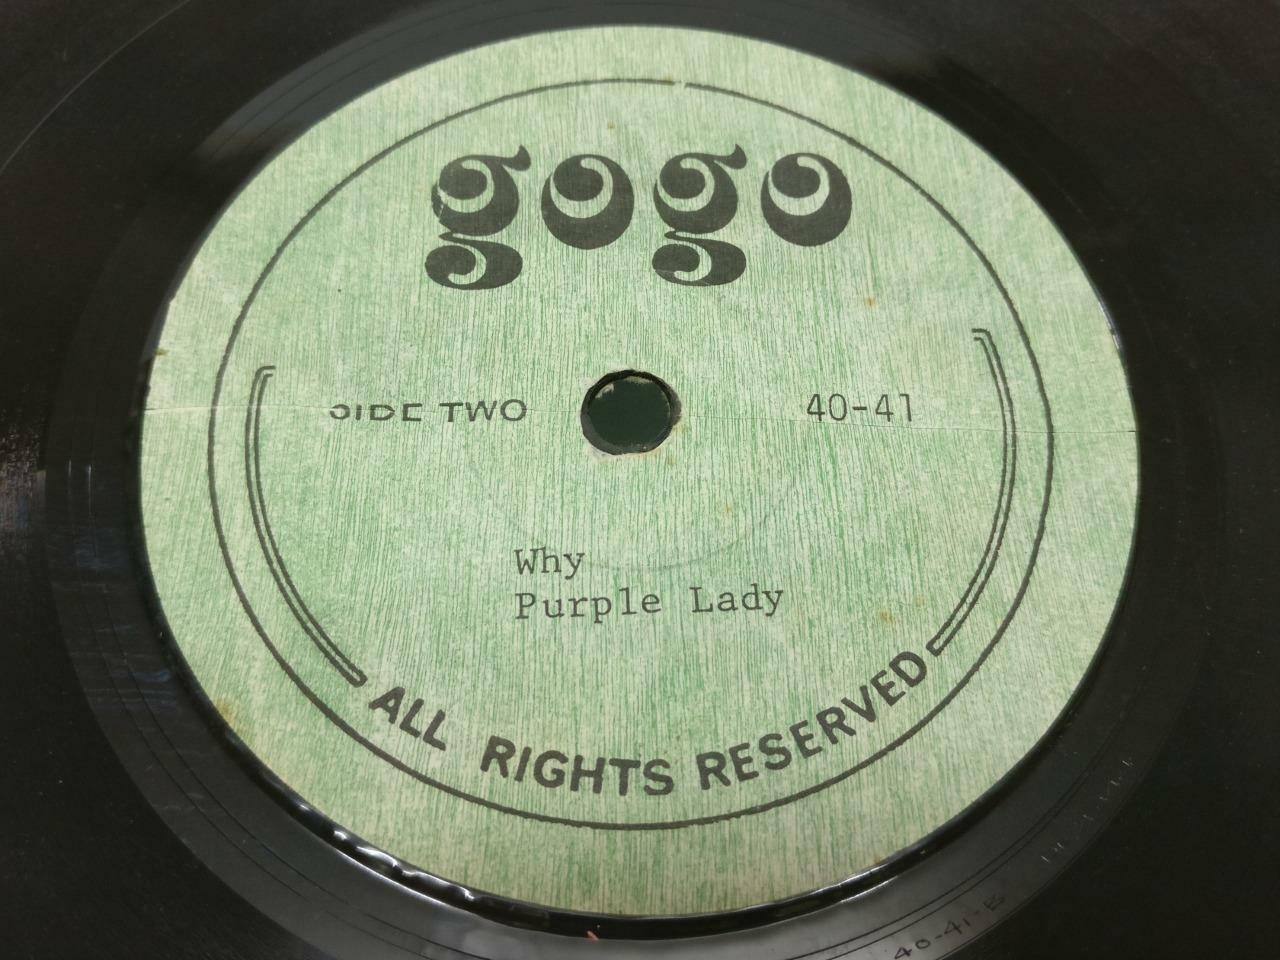 gogo
SIDE TWO
40-41
Why
Purple Lady
ALL RIGHTS RESERVED
40-41-B